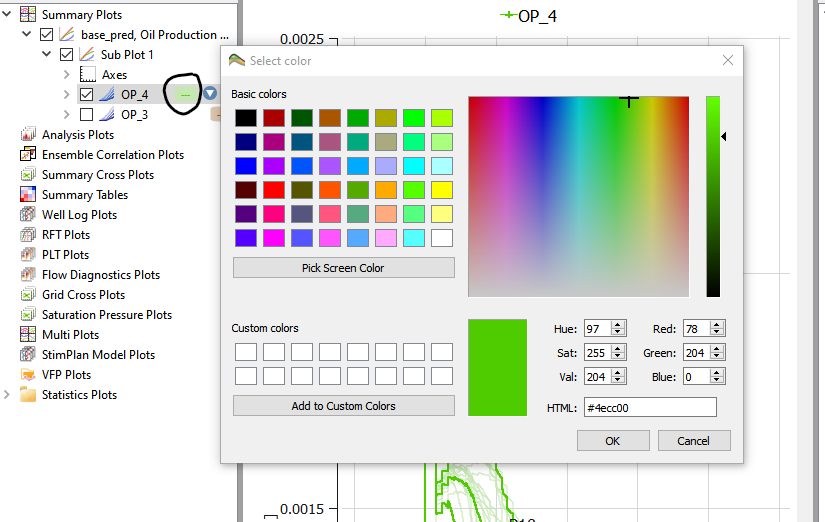 Summary Plots
base_pred, Oil Production ...
Sub Plot 1
Axes
OP_4
...
OP_3
Analysis Plots
Ensemble Correlation Plots
Summary Cross Plots
Summary Tables
Well Log Plots
RFT Plots
PLT Plots
Flow Diagnostics Plots
Grid Cross Plots
Saturation Pressure Plots
Multi Plots
StimPlan Model Plots
VFP Plots
Statistics Plots
OP_4
0.0025
Select color
Basic colors
Pick Screen Color
Custom colors
Add to Custom Colors
Hue: 97
Red: 78
Sat: 255
Green: 204
Val: 204
Blue: 0
HTML: #4ecc00
OK
Cancel
0.0015